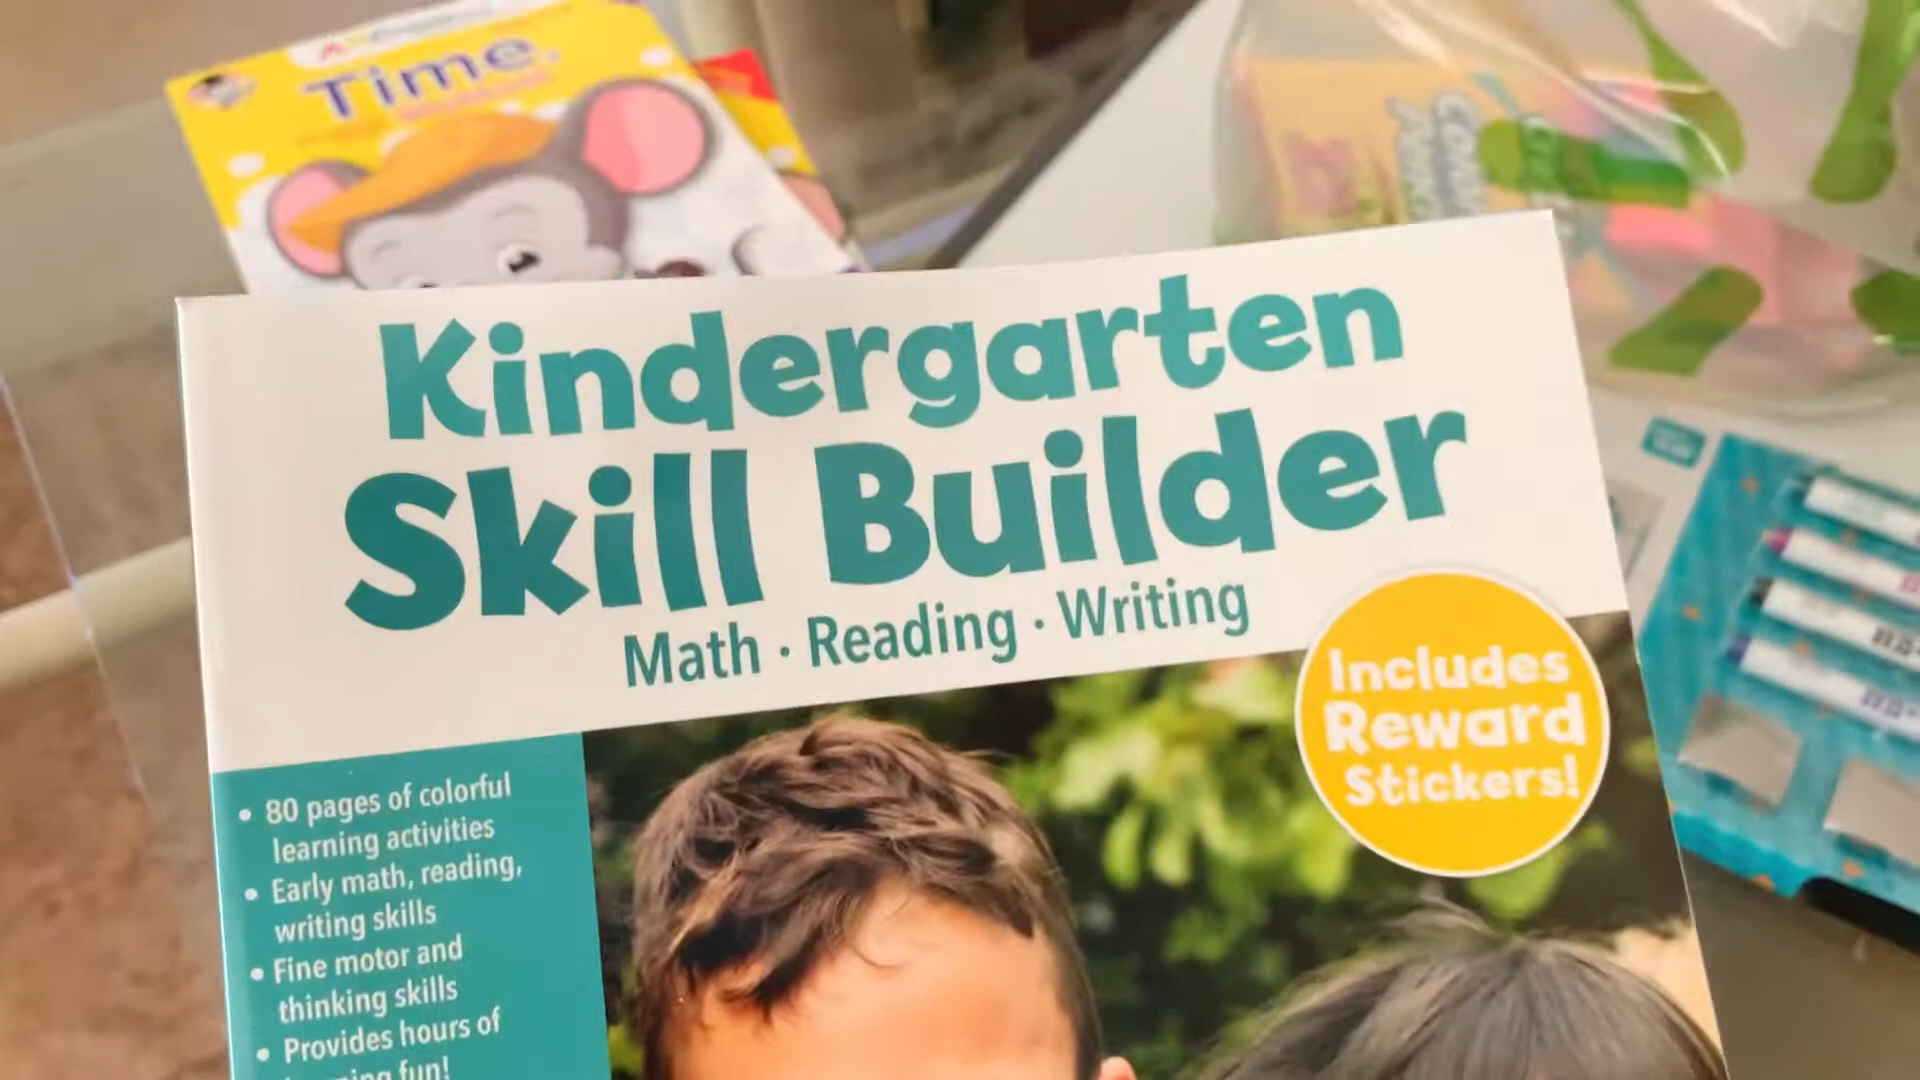 Time.
Kindergarten
Skill Builder
Math · Reading · Writing
Includes
Reward
Stickers!
• 80 pages of colorful
learning activities
• Early math, reading,
writing skills
• Fine motor and
thinking skills
• Provides hours of
fun!